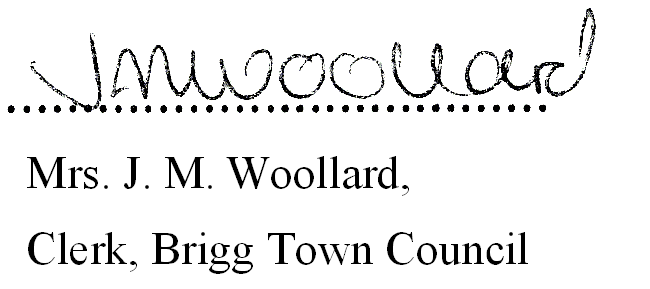 JMWoollard
Mrs. J. M. Woollard,
Clerk, Brigg Town Council